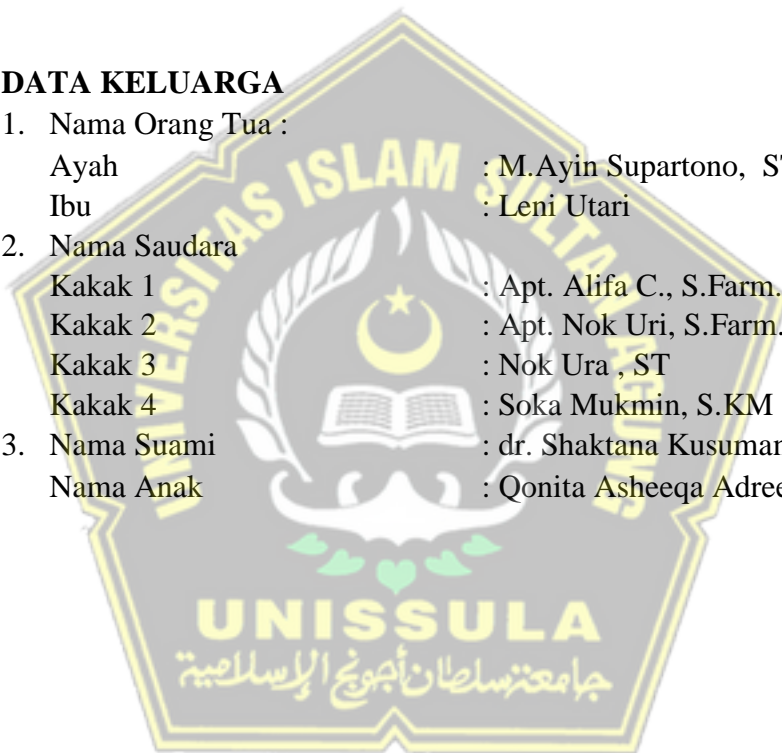 DATA KELUARGA
1. Nama Orang Tua :
Ayah : M.Ayin Supartono, ST
Ibu : Leni Utari
2. Nama Saudara
Kakak 1 : Apt. Alifa C., S.Farm.
Kakak 2 : Apt. Nok Uri, S.Farm.
Kakak 3 : Nok Ura , ST
Kakak 4 : Soka Mukmin, S.KM
3. Nama Suami : dr. Shaktana
Nama Anak : Qonita Asheeqa
UNIVERSITAS ISLAM SULTAN AGUNG
UNISSULA
جامعة سلطان أجونج الإسلامية